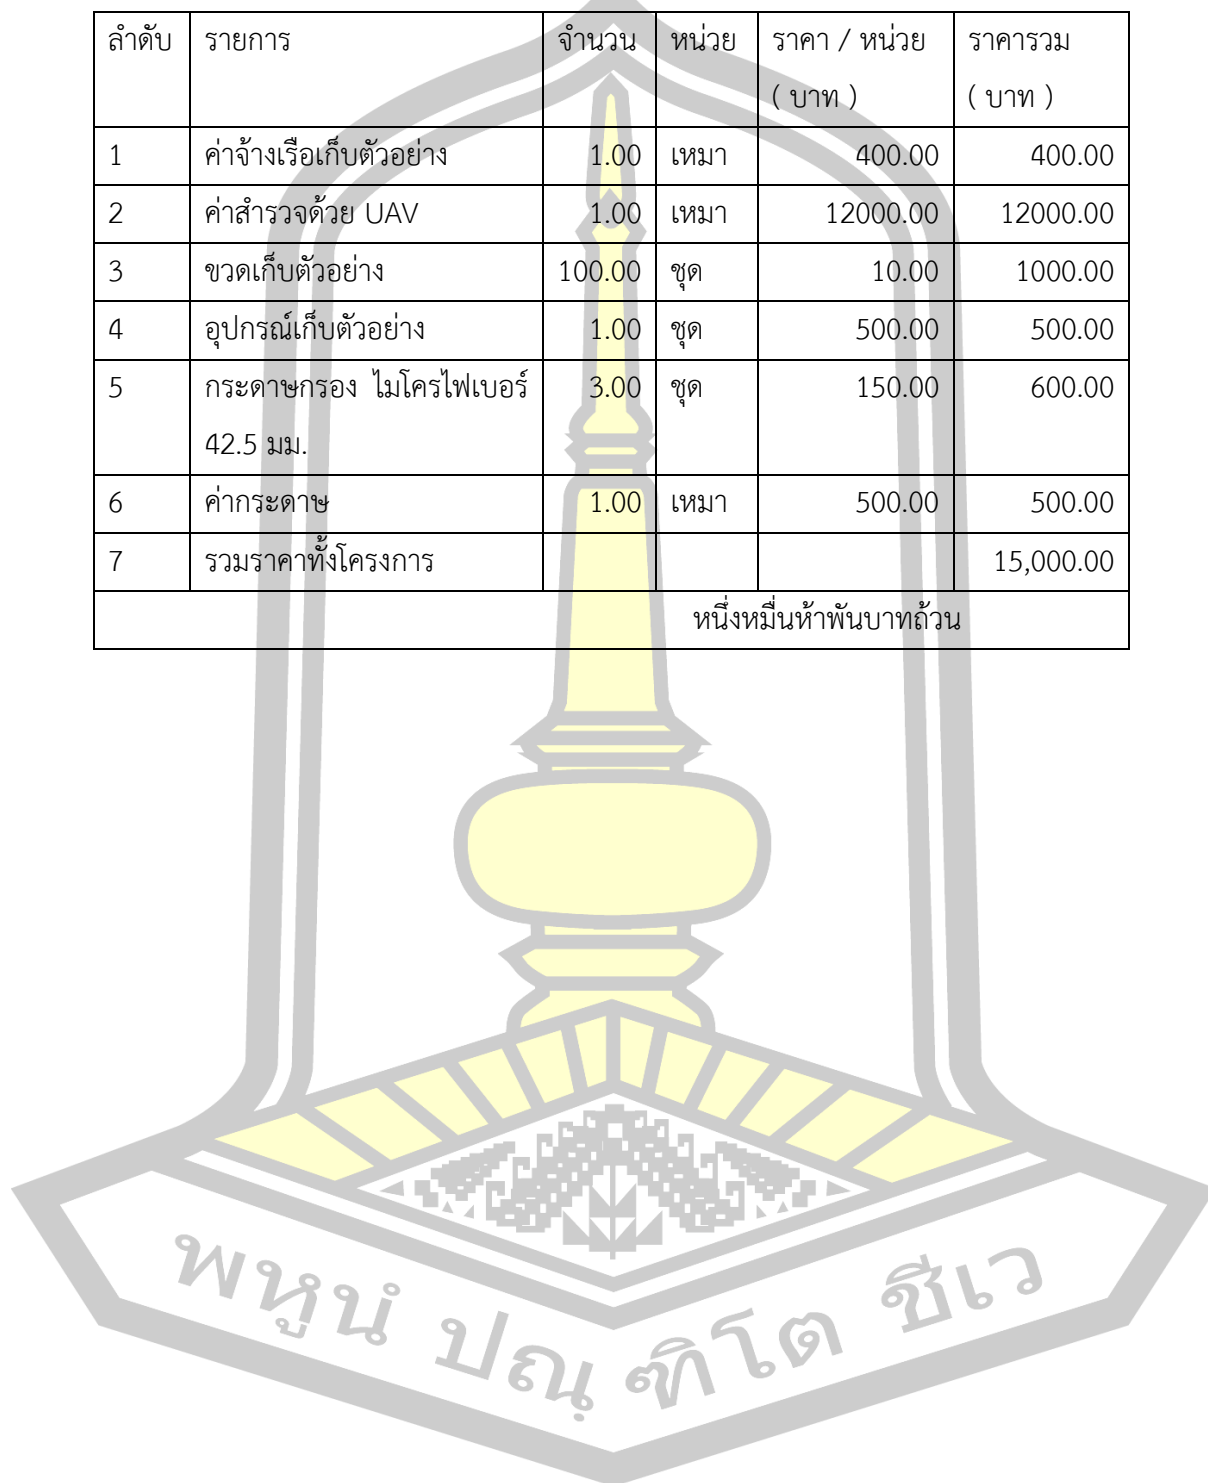 ลำดับ รายการ จำนวน หน่วย ราคา / หน่วย ราคารวม
( บาท ) ( บาท )
1 ค่าจ้างเรือเก็บตัวอย่าง 1.00 เหมา 400.00 400.00
2 ค่าสำรวจด้วย UAV 1.00 เหมา 12000.00 12000.00
3 ขวดเก็บตัวอย่าง 100.00 ชุด 10.00 1000.00
4 อุปกรณ์เก็บตัวอย่าง 1.00 ชุด 500.00 500.00
5 กระดาษกรอง ไมโครไฟเบอร์ 3.00 ชุด 150.00 600.00
42.5 มม.
6 ค่ากระดาษ 1.00 เหมา 500.00 500.00
7 รวมราคาทั้งโครงการ 15,000.00
หนึ่งหมื่นห้าพันบาทถ้วน
พหูนํ ปณฺฑิโต ชีเว